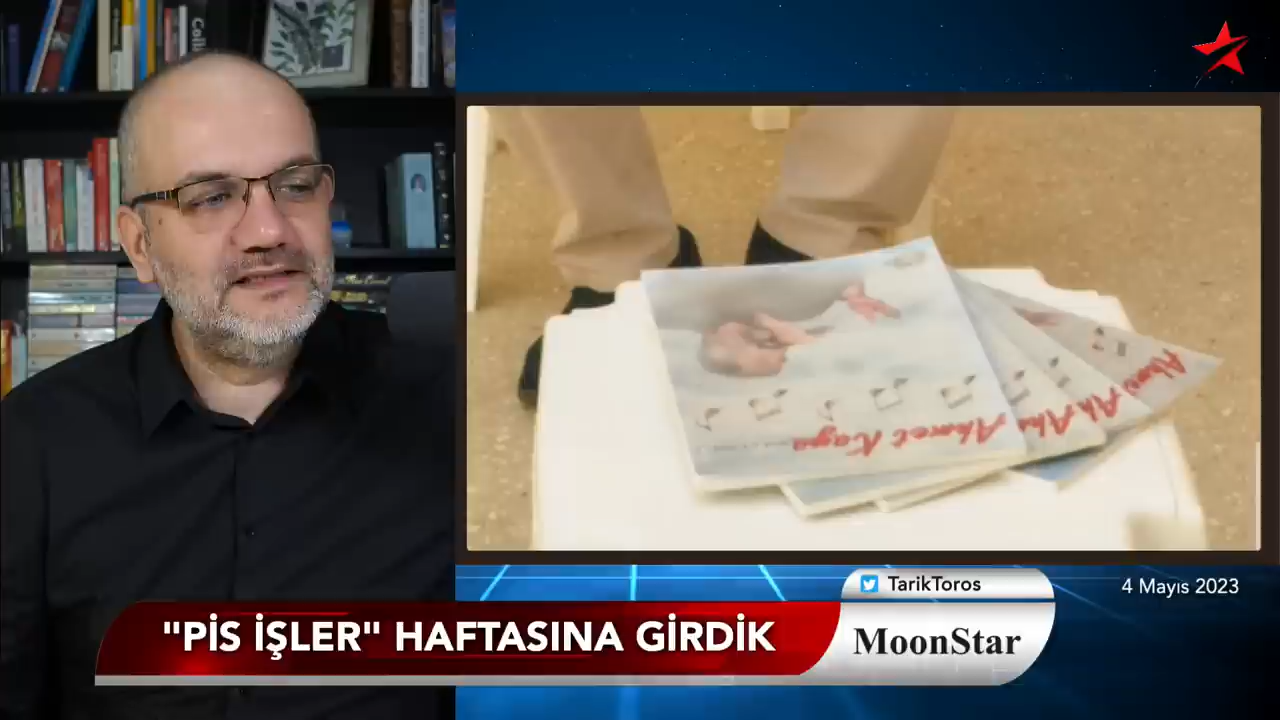 Ahmet Kaya
TarikToros
4 Mayıs 2023
"PİS İŞLER" HAFTASINA GİRDİK
MoonStar